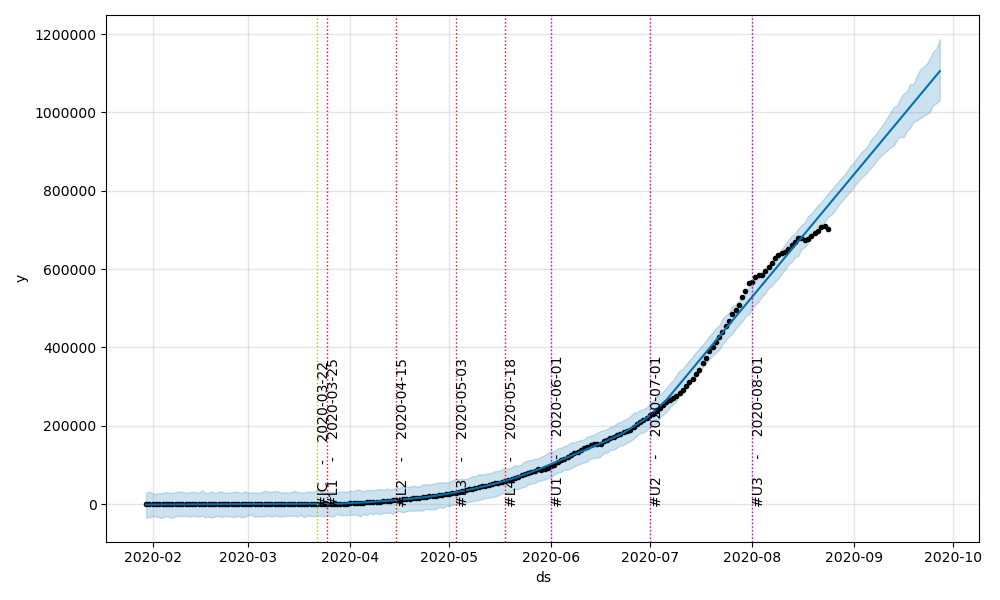 1200000
1000000
800000
600000
400000
200000
0
y
#JC - 2020-03-22
#L1 - 2020-03-25
#L2 - 2020-04-15
#L3 - 2020-05-03
#L4 - 2020-05-18
#U1 - 2020-06-01
#U2 - 2020-07-01
#U3 - 2020-08-01
2020-02 2020-03 2020-04 2020-05 2020-06 2020-07 2020-08 2020-09 2020-10
ds